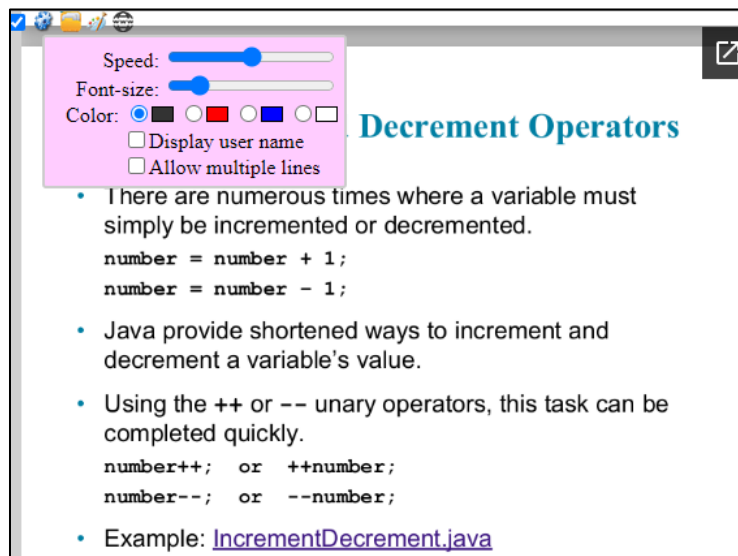 Speed:
Font-size:
Color:
Display user name
Allow multiple lines
Decrement Operators
• There are numerous times where a variable must
simply be incremented or decremented.
number = number + 1;
number = number - 1;
• Java provide shortened ways to increment and
decrement a variable's value.
• Using the ++ or -- unary operators, this task can be
completed quickly.
number++; or ++number;
number--; or --number;
• Example: IncrementDecrement.java